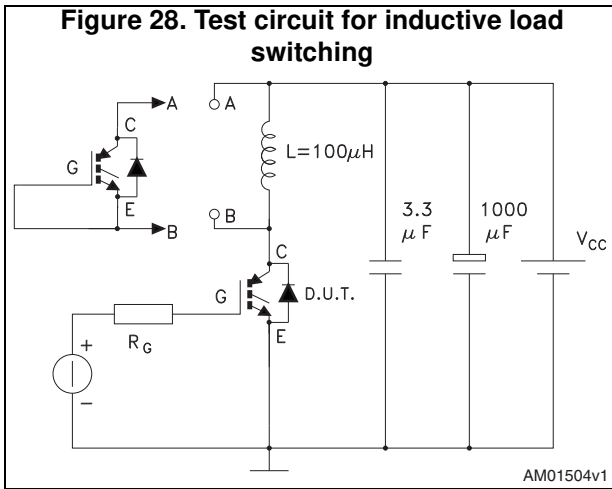 Figure 28. Test circuit for inductive load
switching
A
A
C
G
E
B
L=100μH
B
C
G
D.U.T.
E
3.3
μF
1000
μF
VCC
RG
+
−
AM01504v1